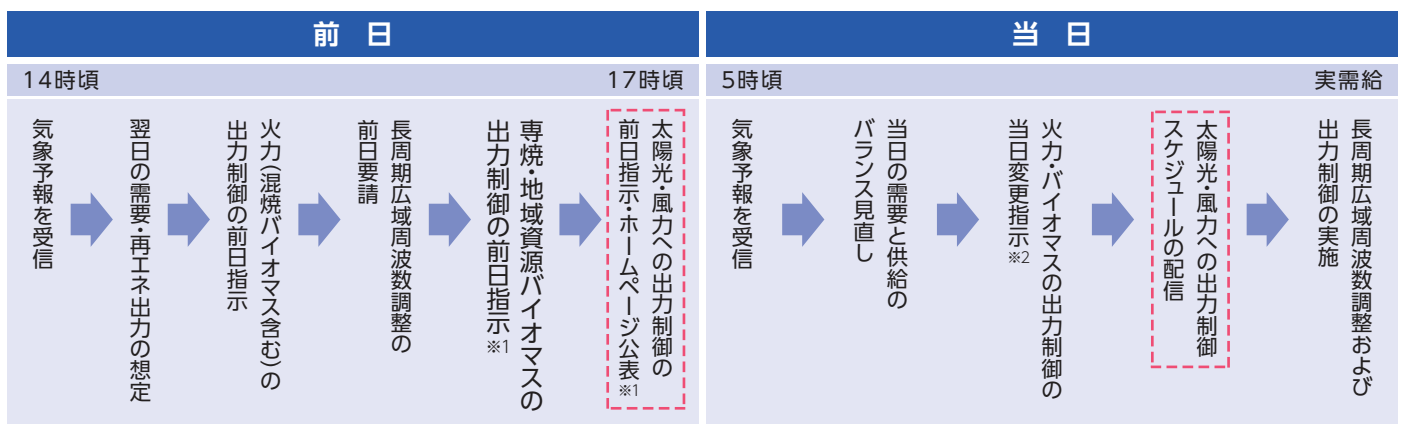 前 日
14時頃
17時頃
気象予報を受信
翌日の需要・再エネ出力の想定
火力(混焼バイオマス含む)の
出力制御の前日指示
長周期広域周波数調整の
前日要請
専焼・地域資源バイオマスの
出力制御の前日指示※1
太陽光・風力への出力制御の
前日指示・ホームページ公表※1
当 日
5時頃
実需給
気象予報を受信
当日の需要と供給の
バランス見直し
火力・バイオマスの出力制御の
当日変更指示※2
太陽光・風力への出力制御
スケジュールの配信
長周期広域周波数調整および
出力制御の実施